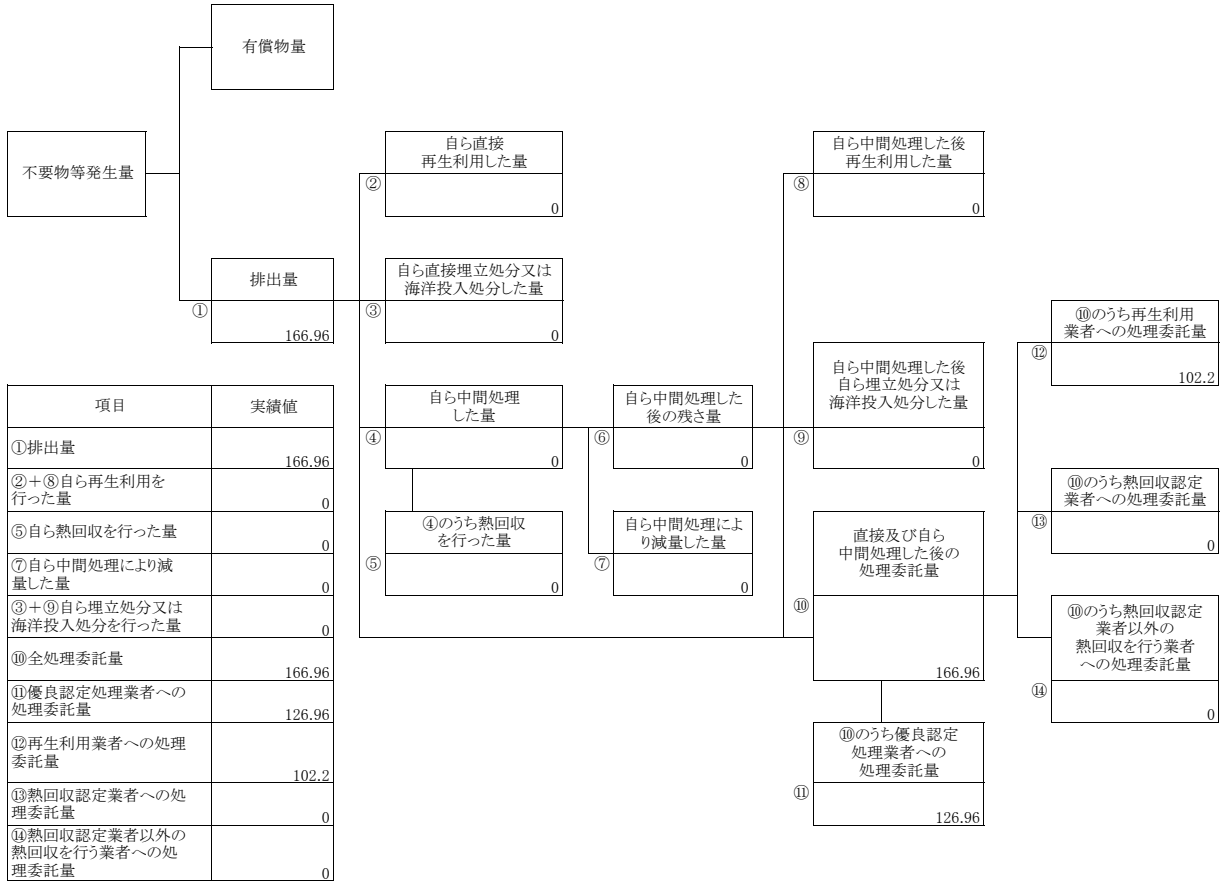 有償物量
不要物等発生量
排出量
①
166.96
自ら直接
再生利用した量
②
0
自ら直接埋立処分又は
海洋投入処分した量
③
0
自ら中間処理
した量
④
0
④のうち熱回収
を行った量
⑤
0
自ら中間処理した
後の残さ量
⑥
0
自ら中間処理によ
り減量した量
⑦
0
自ら中間処理した後
再生利用した量
⑧
0
自ら中間処理した後
自ら埋立処分又は
海洋投入処分した量
⑨
0
直接及び自ら
中間処理した後の
処理委託量
⑩
166.96
⑩のうち優良認定
処理業者への
処理委託量
⑪
126.96
⑩のうち再生利用
業者への処理委託量
⑫
102.2
⑩のうち熱回収認定
業者への処理委託量
⑬
0
⑩のうち熱回収認定
業者以外の
熱回収を行う業者
への処理委託量
⑭
0
項目 実績値
①排出量
166.96
②＋⑧自ら再生利用を
行った量
0
⑤自ら熱回収を行った量
0
⑦自ら中間処理により減
量した量
0
③＋⑨自ら埋立処分又は
海洋投入処分を行った量
0
⑩全処理委託量
166.96
⑪優良認定処理業者への
処理委託量
126.96
⑫再生利用業者への処理
委託量
102.2
⑬熱回収認定業者への処
理委託量
0
⑭熱回収認定業者以外の
熱回収を行う業者への処
理委託量
0